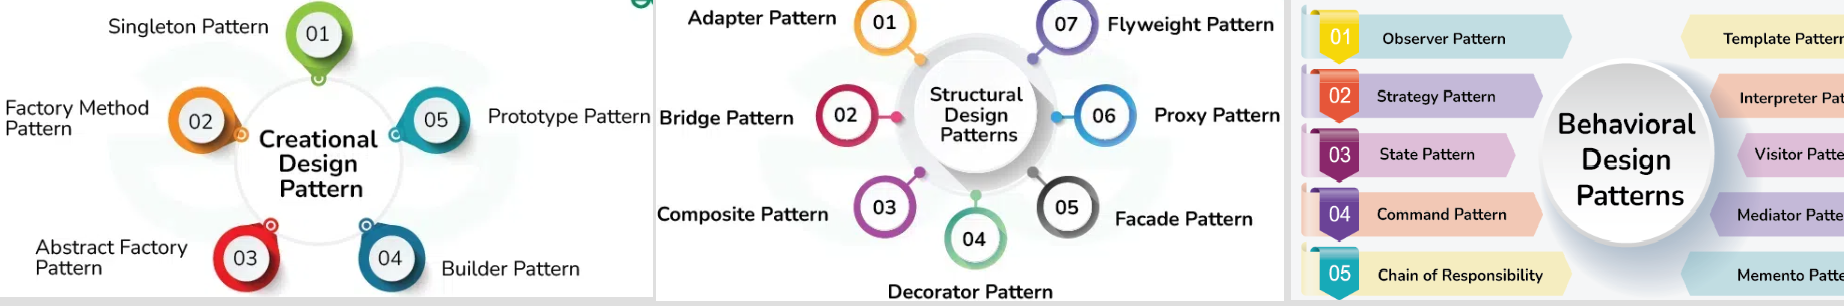 Singleton Pattern
01
Factory Method
Pattern
02
Creational
Design
Pattern
05
Prototype Pattern
Abstract Factory
Pattern
03
04
Builder Pattern
Adapter Pattern
01
07
Flyweight Pattern
Bridge Pattern
02
Structural
Design
Patterns
06
Proxy Pattern
Composite Pattern
03
04
05
Facade Pattern
Decorator Pattern
01
Observer Pattern
02
Strategy Pattern
03
State Pattern
04
Command Pattern
05
Chain of Responsibility
Behavioral
Design
Patterns
Template Pattern
Interpreter Pat
Visitor Patte
Mediator Patte
Memento Patte